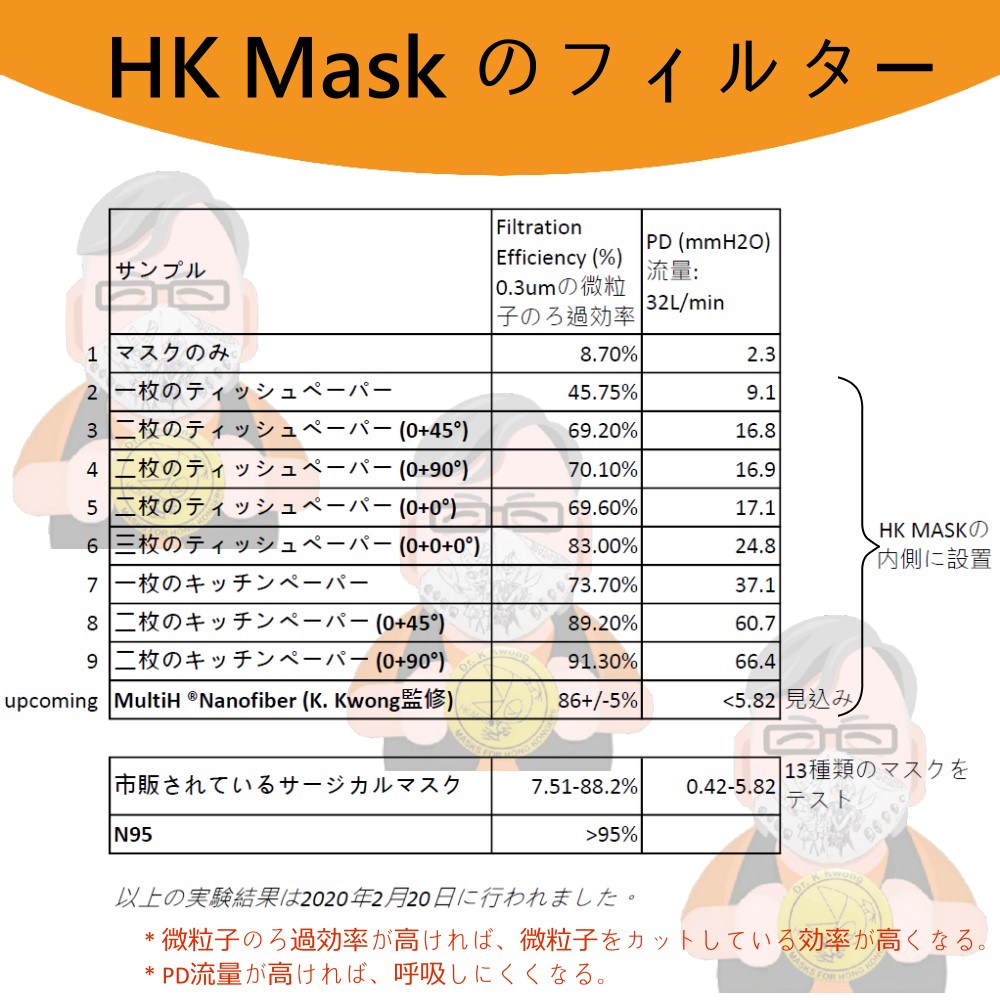 HK Mask のフィルター
サンプル
Filtration
Efficiency (%)
0.3umの微粒
子のろ過効率
PD (mmH2O)
流量:
32L/min
1 マスクのみ 8.70% 2.3
2 一枚のティッシュペーパー 45.75% 9.1
3 二枚のティッシュペーパー (0+45°) 69.20% 16.8
4 二枚のティッシュペーパー (0+90°) 70.10% 16.9
5 二枚のティッシュペーパー (0+0°) 69.60% 17.1
6 三枚のティッシュペーパー (0+0+0°) 83.00% 24.8
7 一枚のキッチンペーパー 73.70% 37.1
8 二枚のキッチンペーパー (0+45°) 89.20% 60.7
9 二枚のキッチンペーパー (0+90°) 91.30% 66.4
upcoming MultiH ®Nanofiber (K. Kwong監修) 86+/-5% <5.82 見込み
HK MASKの
内側に設置
市販されているサージカルマスク 7.51-88.2% 0.42-5.82
13種類のマスクを
テスト
N95 >95%
以上の実験結果は2020年2月20日に行われました。
* 微粒子のろ過効率が高ければ、微粒子をカットしている効率が高くなる。
* PD流量が高ければ、呼吸しにくくなる。
Dr. K Kwong
MASKS FOR HONG KONGERS
Dr. K Kwong